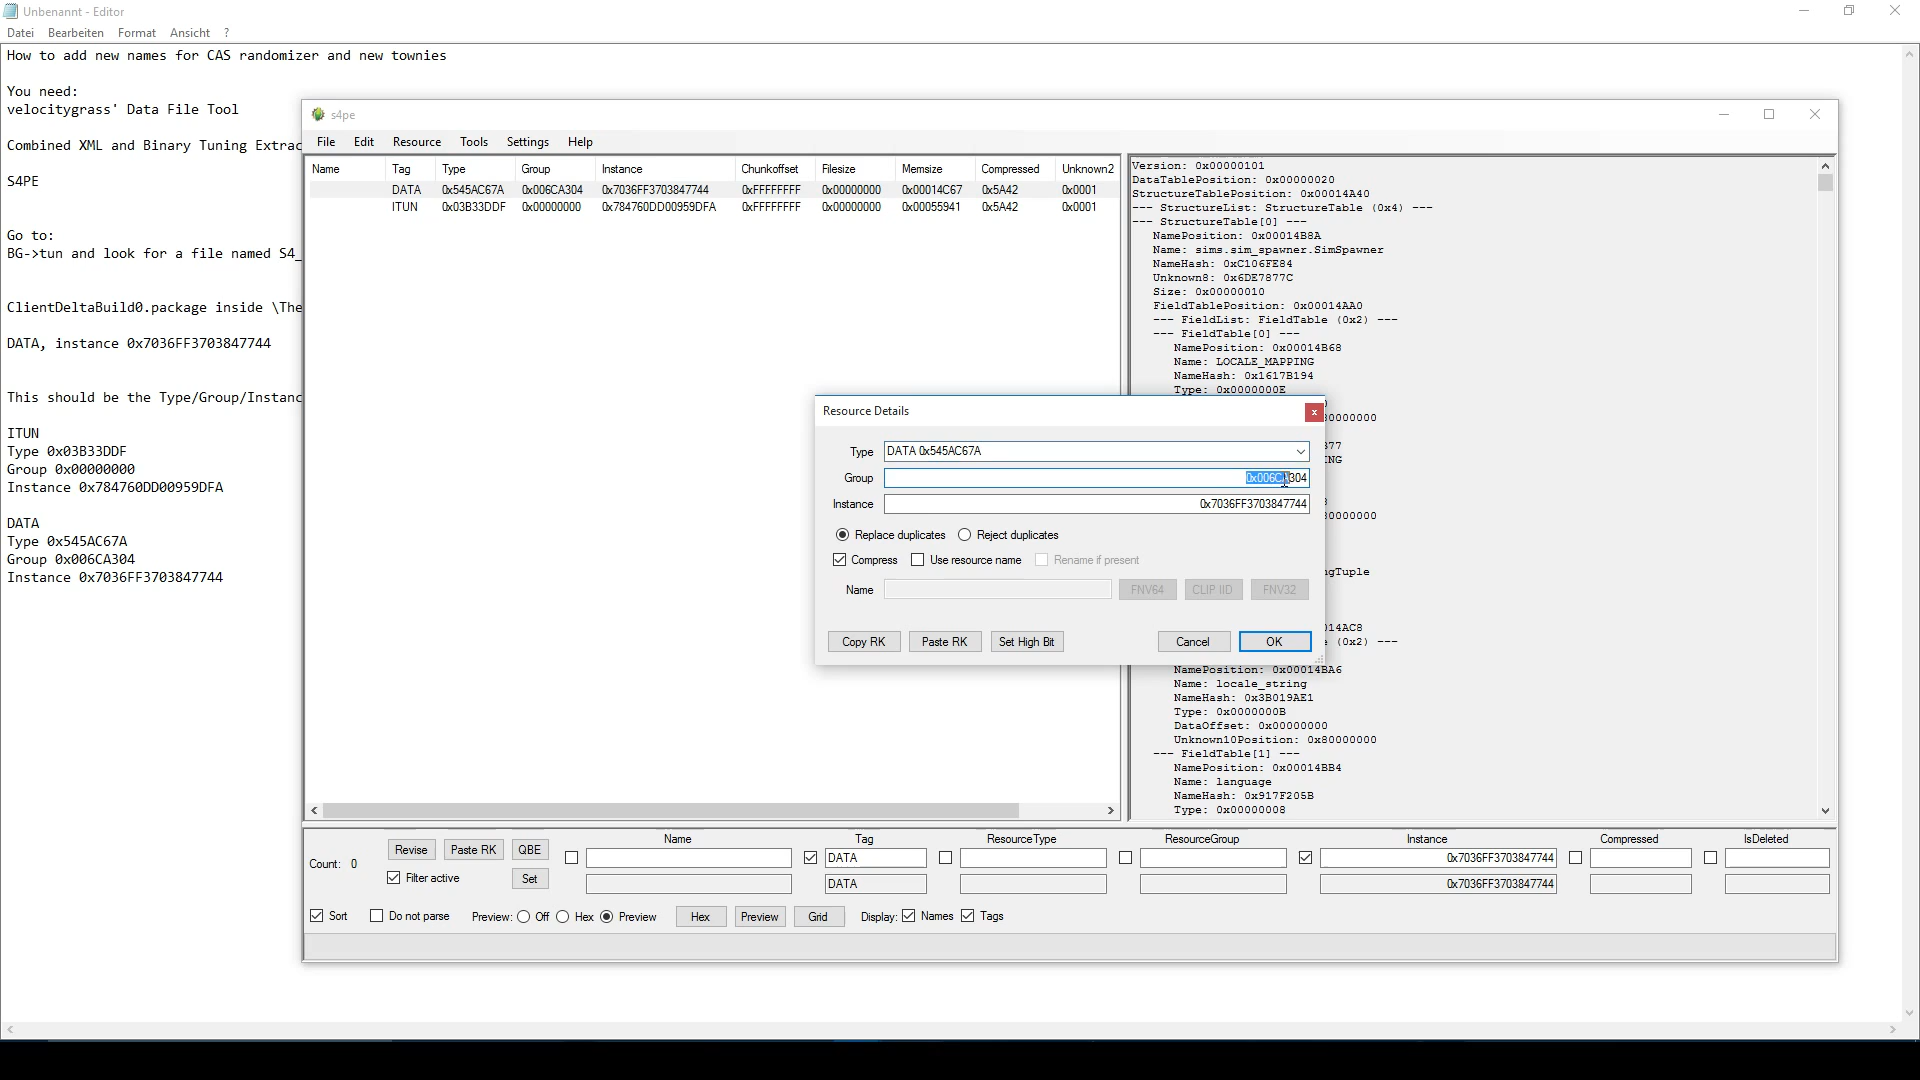 Unbenannt - Editor
Datei Bearbeiten Format Ansicht ?
How to add new names for CAS randomizer and new townies
You need:
velocitygrass' Data File Tool
Combined XML and Binary Tuning Extrac
S4PE
Go to:
BG->tun and look for a file named S4_
ClientDeltaBuild0.package inside \The
DATA, instance 0x7036FF3703847744
This should be the Type/Group/Instanc
ITUN
Type 0x03B33DDF
Group 0x00000000
Instance 0x784760DD00959DFA
DATA
Type 0x545AC67A
Group 0x006CA304
Instance 0x7036FF3703847744
s4pe
File Edit Resource Tools Settings Help
Name Tag Type Group Instance Chunkoffset Filesize Memsize Compressed Unknown2
DATA 0x545AC67A 0x006CA304 0x7036FF3703847744 0xFFFFFFFF 0x00000000 0x00014C67 0x5A42 0x0001
ITUN 0x03B33DDF 0x00000000 0x784760DD00959DFA 0xFFFFFFFF 0x00000000 0x00055941 0x5A42 0x0001
Version: 0x00000101
DataTablePosition: 0x00000020
StructureTablePosition: 0x00014A40
--- StructureList: StructureTable (0x4) ---
--- StructureTable[0] ---
NamePosition: 0x00014B8A
Name: sims.sim_spawner.SimSpawner
NameHash: 0xC106FE84
Unknown8: 0x6DE7877C
Size: 0x00000010
FieldTablePosition: 0x00014AA0
--- FieldList: FieldTable (0x2) ---
--- FieldTable[0] ---
NamePosition: 0x00014B68
Name: LOCALE_MAPPING
NameHash: 0x1617B194
Type: 0x0000000E
0000000
377
ING
0000000
ngTuple
014AC8
(0x2) ---
NamePosition: 0x00014BA6
Name: locale_string
NameHash: 0x3B019AE1
Type: 0x0000000B
DataOffset: 0x00000000
Unknown10Position: 0x80000000
--- FieldTable[1] ---
NamePosition: 0x00014BB4
Name: language
NameHash: 0x917F205B
Type: 0x00000008
Resource Details
x
Type DATA 0x545AC67A
Group 0x006CA304
Instance 0x7036FF3703847744
Replace duplicates Reject duplicates
Compress Use resource name Rename if present
Name FNV64 CLIP IID FNV32
Copy RK Paste RK Set High Bit Cancel OK
Name Tag ResourceType ResourceGroup Instance Compressed IsDeleted
Count: 0 Revise Paste RK QBE DATA 0x7036FF3703847744
Filter active Set DATA 0x7036FF3703847744
Sort Do not parse Preview: Off Hex Preview Hex Preview Grid Display: Names Tags